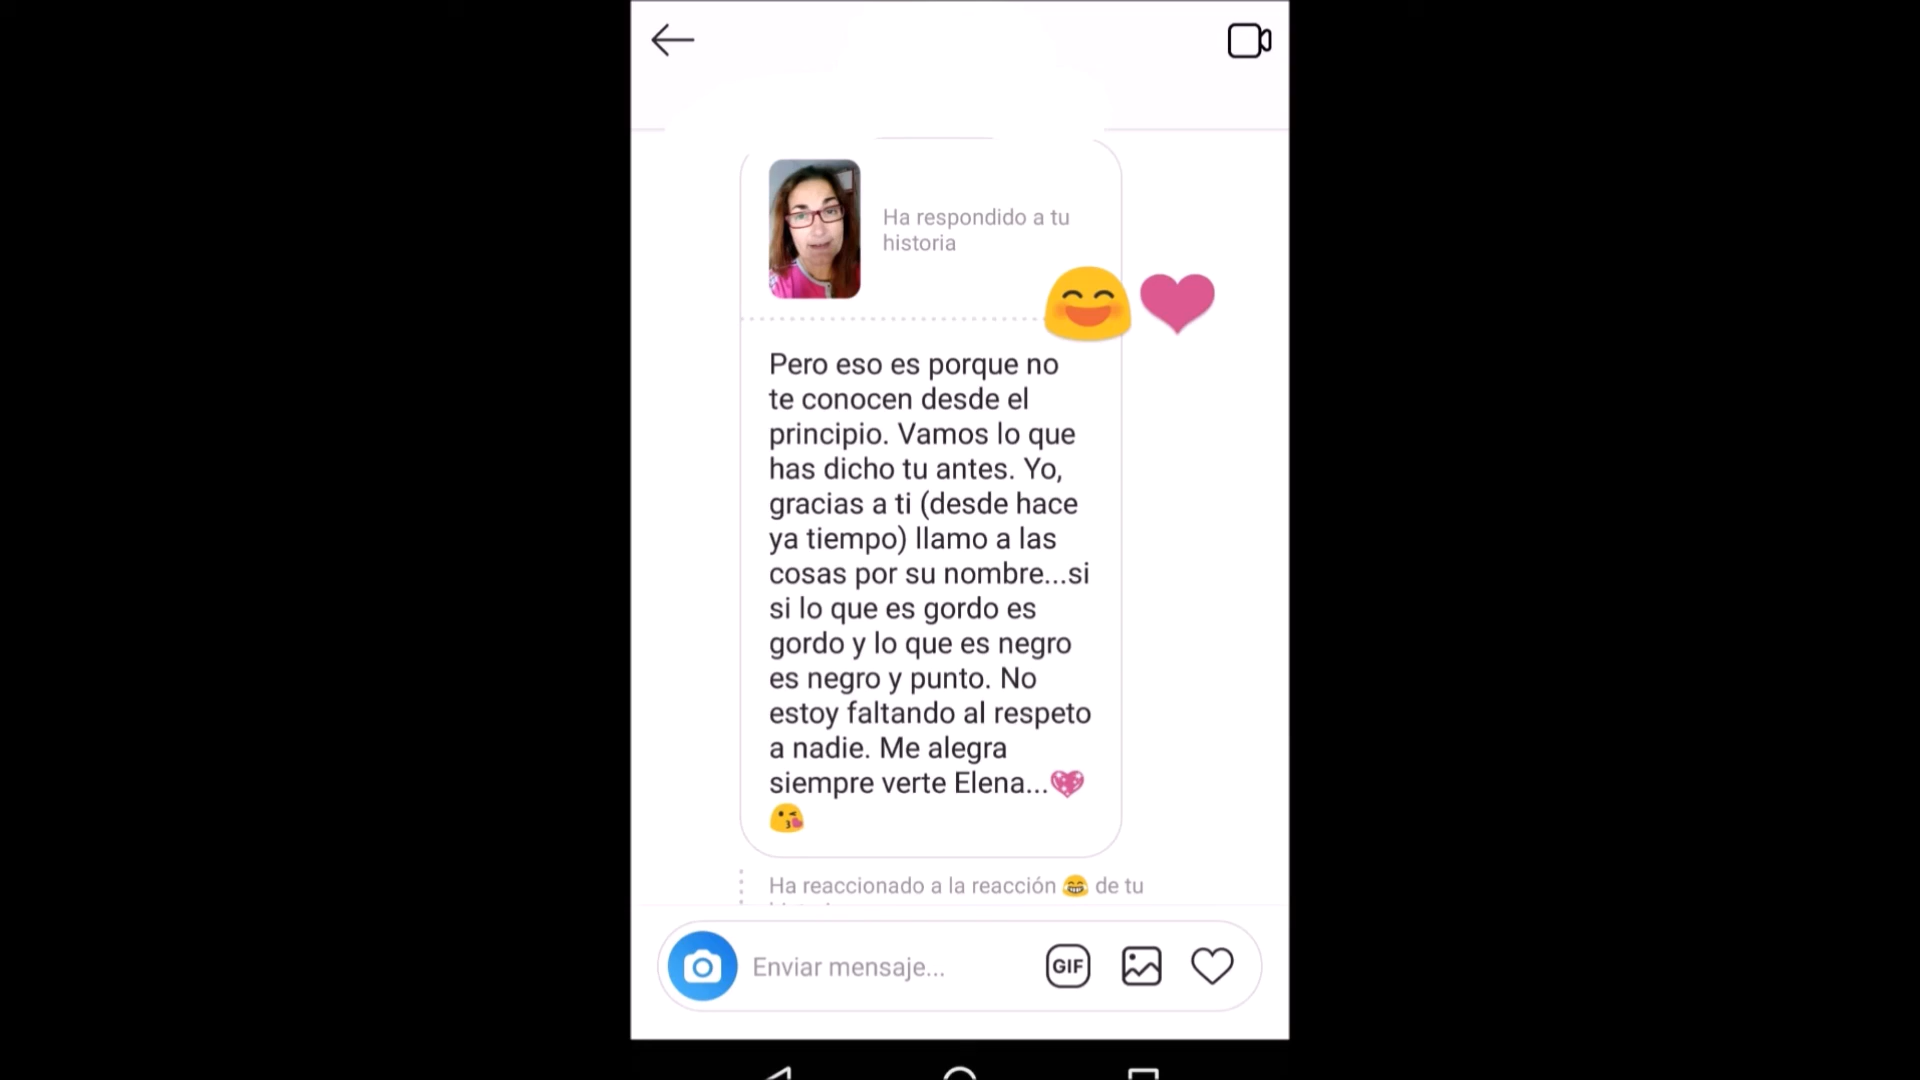 Ha respondido a tu
historia
Pero eso es porque no
te conocen desde el
principio. Vamos lo que
has dicho tu antes. Yo,
gracias a ti (desde hace
ya tiempo) llamo a las
cosas por su nombre...si
si lo que es gordo es
gordo y lo que es negro
es negro y punto. No
estoy faltando al respeto
a nadie. Me alegra
siempre verte Elena...💖
😘
Ha reaccionado a la reacción 😂 de tu
Enviar mensaje...
GIF